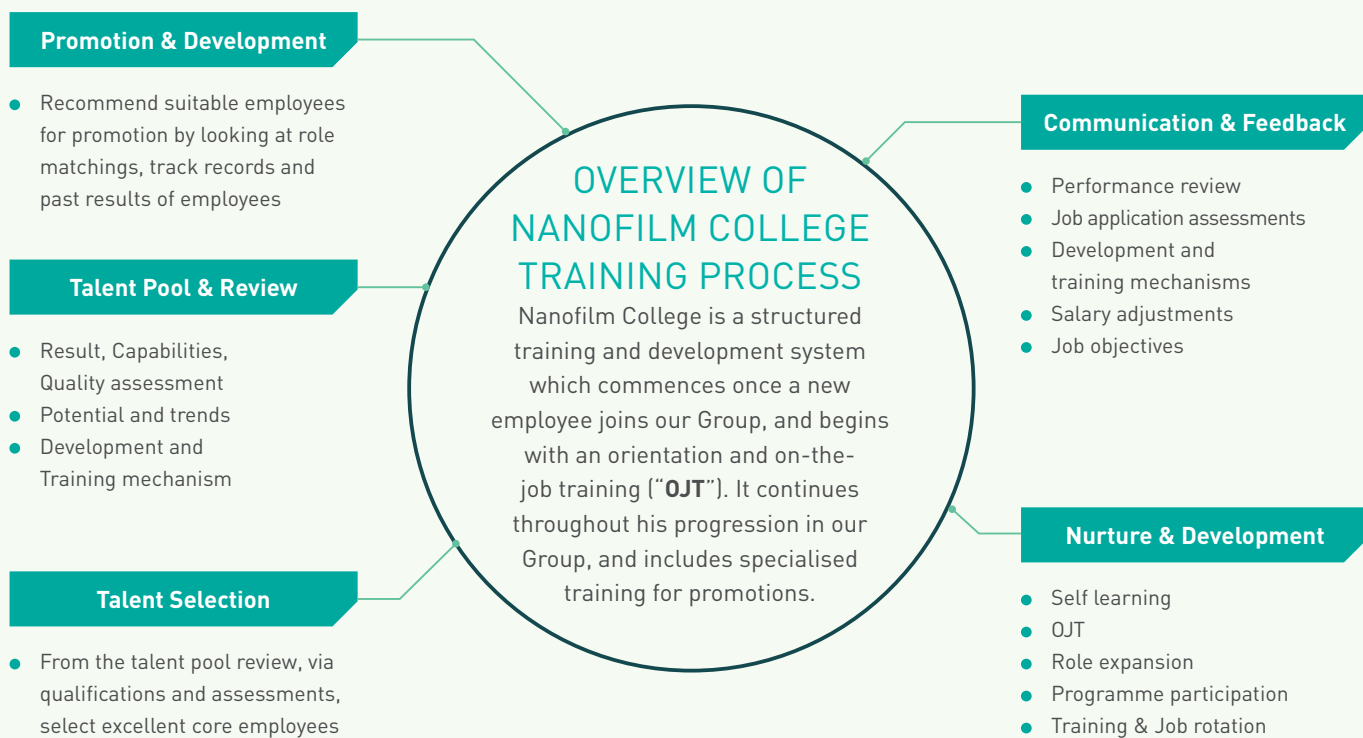 Promotion & Development
Recommend suitable employees
for promotion by looking at role
matchings, track records and
past results of employees
Talent Pool & Review
Result, Capabilities,
Quality assessment
Potential and trends
Development and
Training mechanism
Talent Selection
From the talent pool review, via
qualifications and assessments,
select excellent core employees
OVERVIEW OF
NANOFILM COLLEGE
TRAINING PROCESS
Nanofilm College is a structured
training and development system
which commences once a new
employee joins our Group, and begins
with an orientation and on-the-
job training (“OJT”). It continues
throughout his progression in our
Group, and includes specialised
training for promotions.
Communication & Feedback
Performance review
Job application assessments
Development and
training mechanisms
Salary adjustments
Job objectives
Nurture & Development
Self learning
OJT
Role expansion
Programme participation
Training & Job rotation